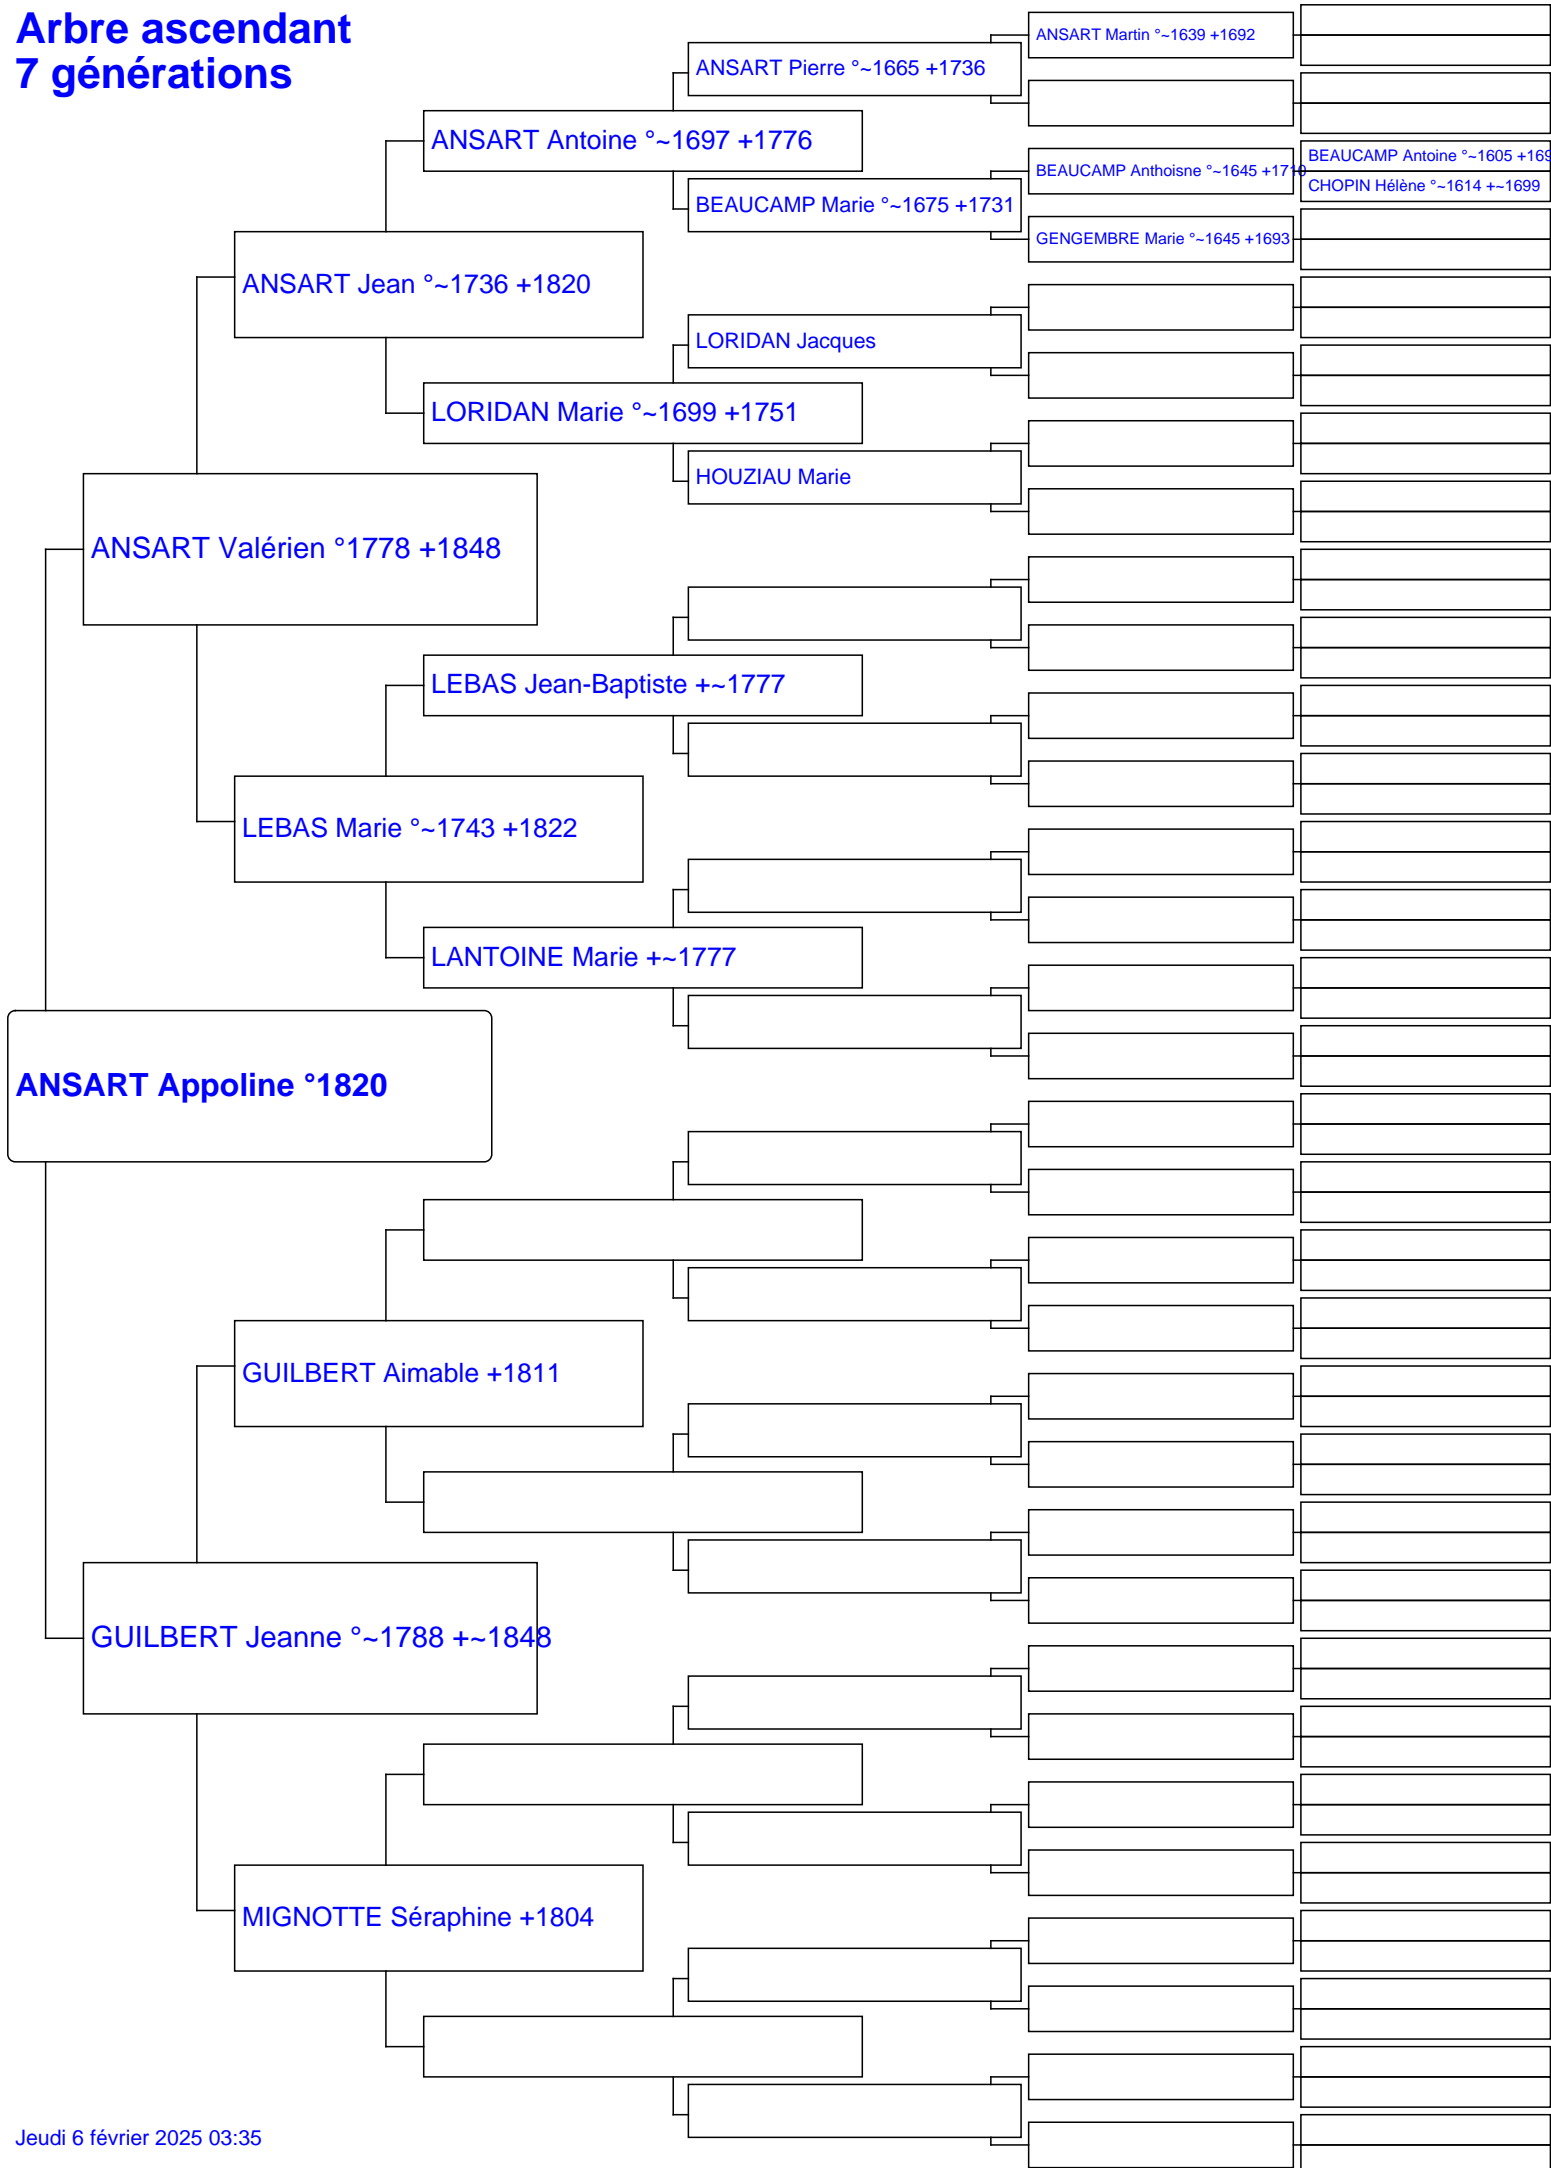 Arbre ascendant
7 générations
ANSART Martin °~1639 +1692
ANSART Pierre °~1665 +1736
ANSART Antoine °~1697 +1776
BEAUCAMP Antoine °~1605 +169
BEAUCAMP Anthoisne °~1645 +1710
CHOPIN Hélène °~1614 +~1699
BEAUCAMP Marie °~1675 +1731
GENGEMBRE Marie °~1645 +1693
ANSART Jean °~1736 +1820
LORIDAN Jacques
LORIDAN Marie °~1699 +1751
HOUZIAU Marie
ANSART Valérien °1778 +1848
LEBAS Jean-Baptiste +~1777
LEBAS Marie °~1743 +1822
LANTOINE Marie +~1777
ANSART Appoline °1820
GUILBERT Aimable +1811
GUILBERT Jeanne °~1788 +~1848
MIGNOTTE Séraphine +1804
Jeudi 6 février 2025 03:35